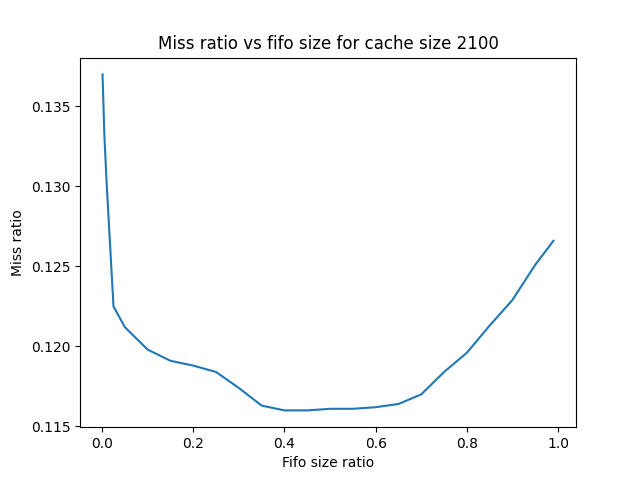 Miss ratio vs fifo size for cache size 2100
0.135
0.130
0.125
0.120
0.115
Miss ratio
0.0 0.2 0.4 0.6 0.8 1.0
Fifo size ratio